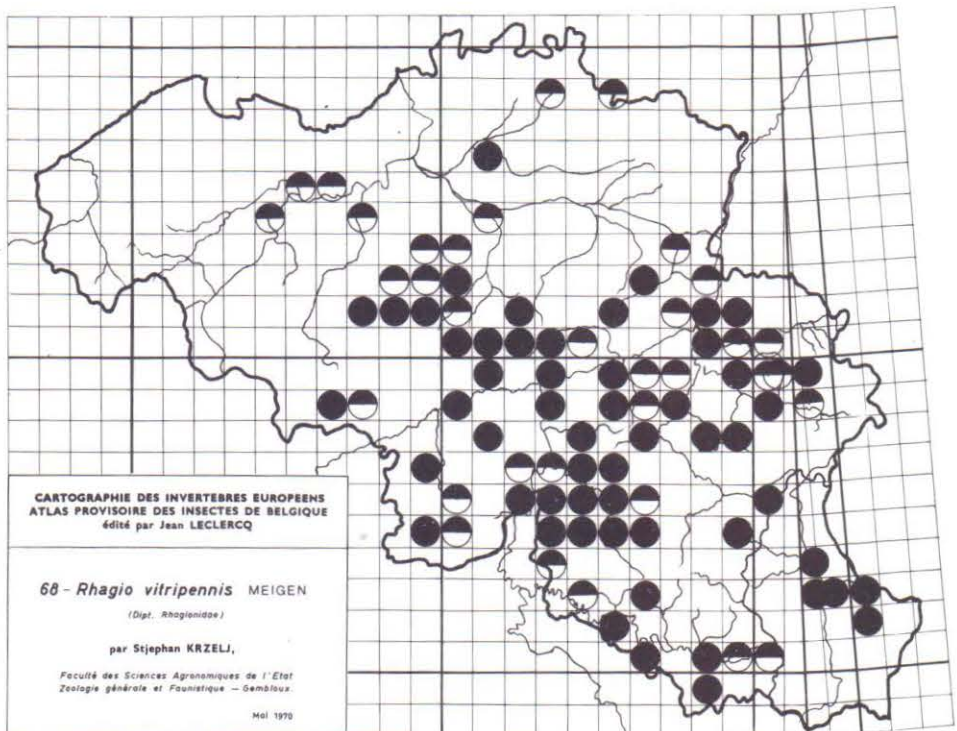 CARTOGRAPHIE DES INVERTEBRES EUROPEENS
ATLAS PROVISOIRE DES INSECTES DE BELGIQUE
édité par Jean LECLERCQ
68 - Rhagio vitripennis MEIGEN
(Dipt. Rhagionidae)
par Stjephan KRZELJ,
Faculté des Sciences Agronomiques de l'Etat
Zoologie générale et Faunistique — Gembloux.
Mai 1970